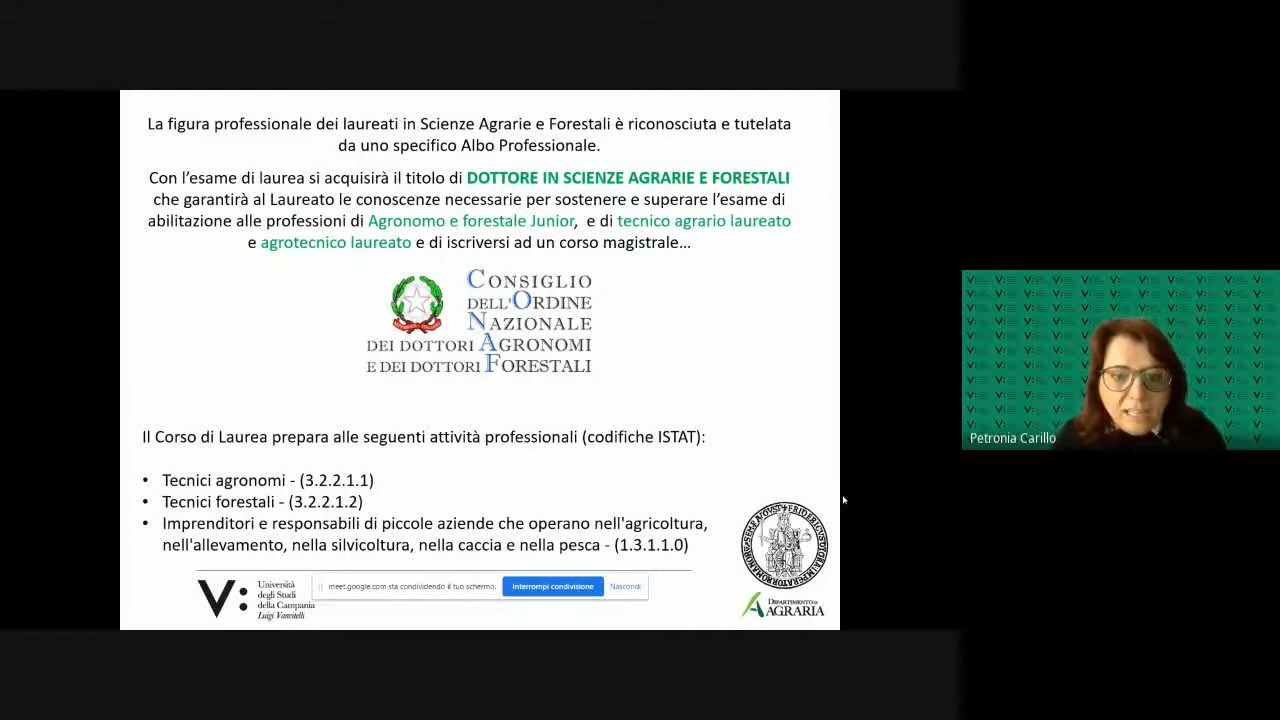 La figura professionale dei laureati in Scienze Agrarie e Forestali è riconosciuta e tutelata
da uno specifico Albo Professionale.
Con l'esame di laurea si acquisirà il titolo di DOTTORE IN SCIENZE AGRARIE E FORESTALI
che garantirà al Laureato le conoscenze necessarie per sostenere e superare l'esame di
abilitazione alle professioni di Agronomo e forestale Junior, e di tecnico agrario laureato
e agrotecnico laureato e di iscriversi ad un corso magistrale...
CONSIGLIO
DELL'ORDINE
NAZIONALE
DEI DOTTORI AGRONOMI
E DEI DOTTORI FORESTALI
Il Corso di Laurea prepara alle seguenti attività professionali (codifiche ISTAT):
• Tecnici agronomi - (3.2.2.1.1)
• Tecnici forestali - (3.2.2.1.2)
• Imprenditori e responsabili di piccole aziende che operano nell'agricoltura,
nell'allevamento, nella silvicoltura, nella caccia e nella pesca - (1.3.1.1.0)
V:
Università
degli Studi
della Campania
Luigi Vanvitelli
meet.google.com sta condividendo il tuo schermo.
Interrompi condivisione
Nascondi
DIPARTIMENTO DI
AGRARIA
Petronia Carillo